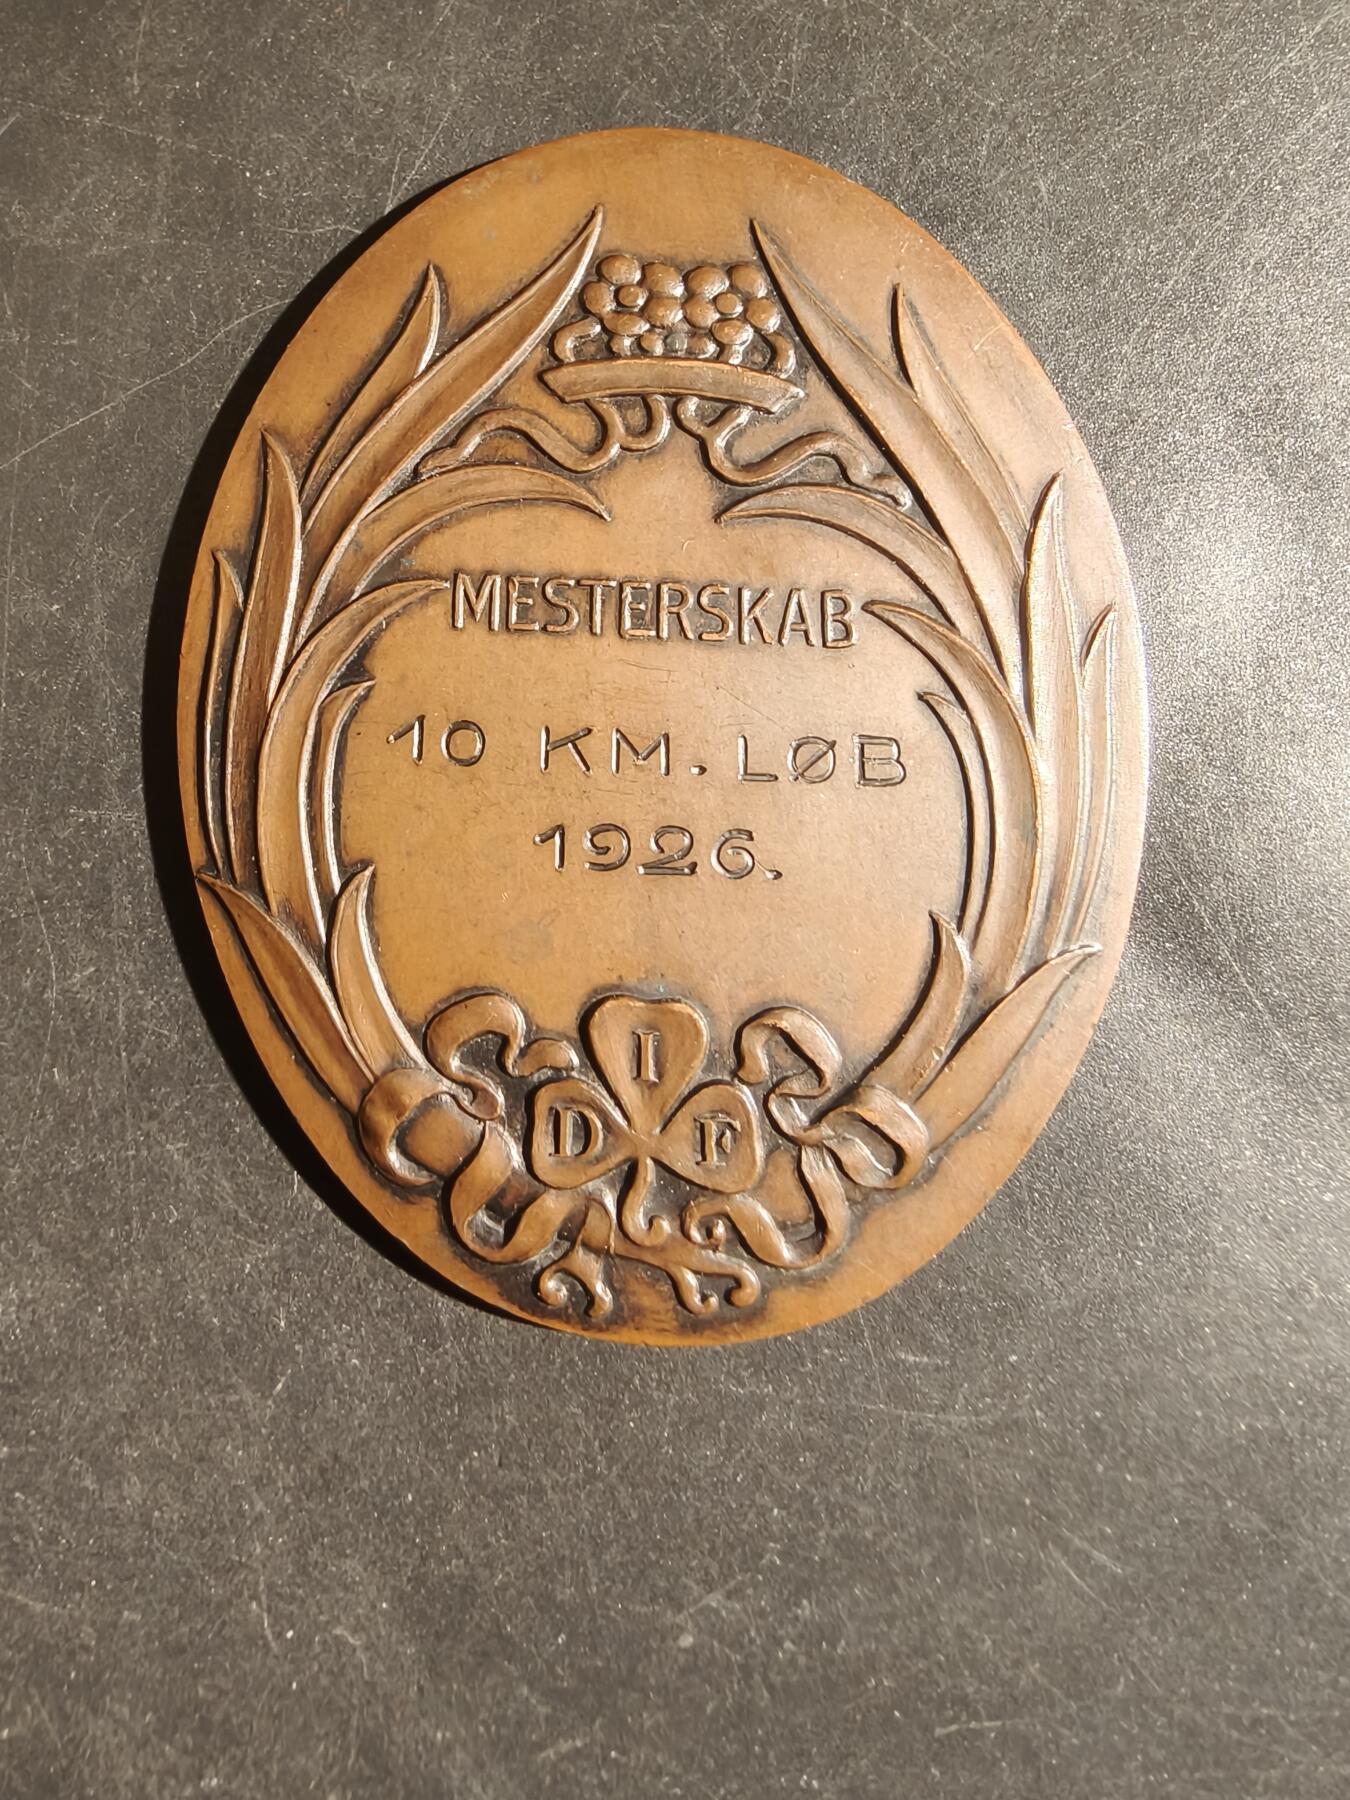 MESTERSKAB
10 KM. LØB
1926.
I
D F